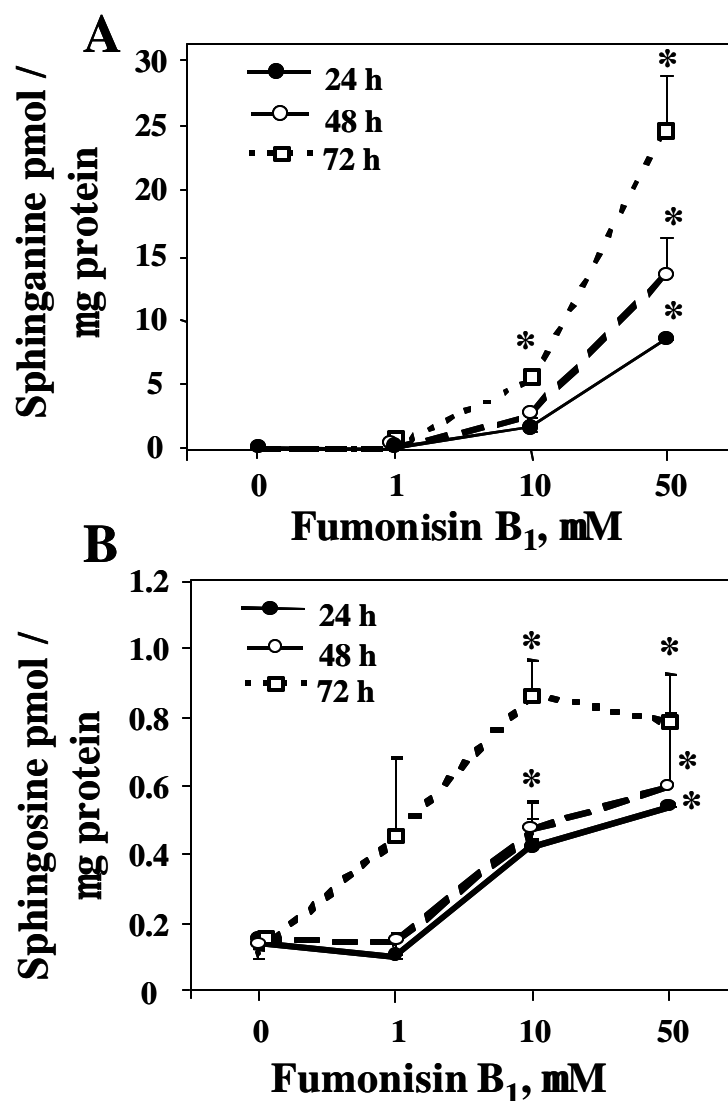 A
Sphinganine pmol /
mg protein
30
25
20
15
10
5
0
24 h
48 h
72 h
*
*
*
*
0 1 10 50
Fumonisin B1, mM
B
Sphingosine pmol /
mg protein
1.2
1.0
0.8
0.6
0.4
0.2
0
24 h
48 h
72 h
*
*
*
*
*
0 1 10 50
Fumonisin B1, mM